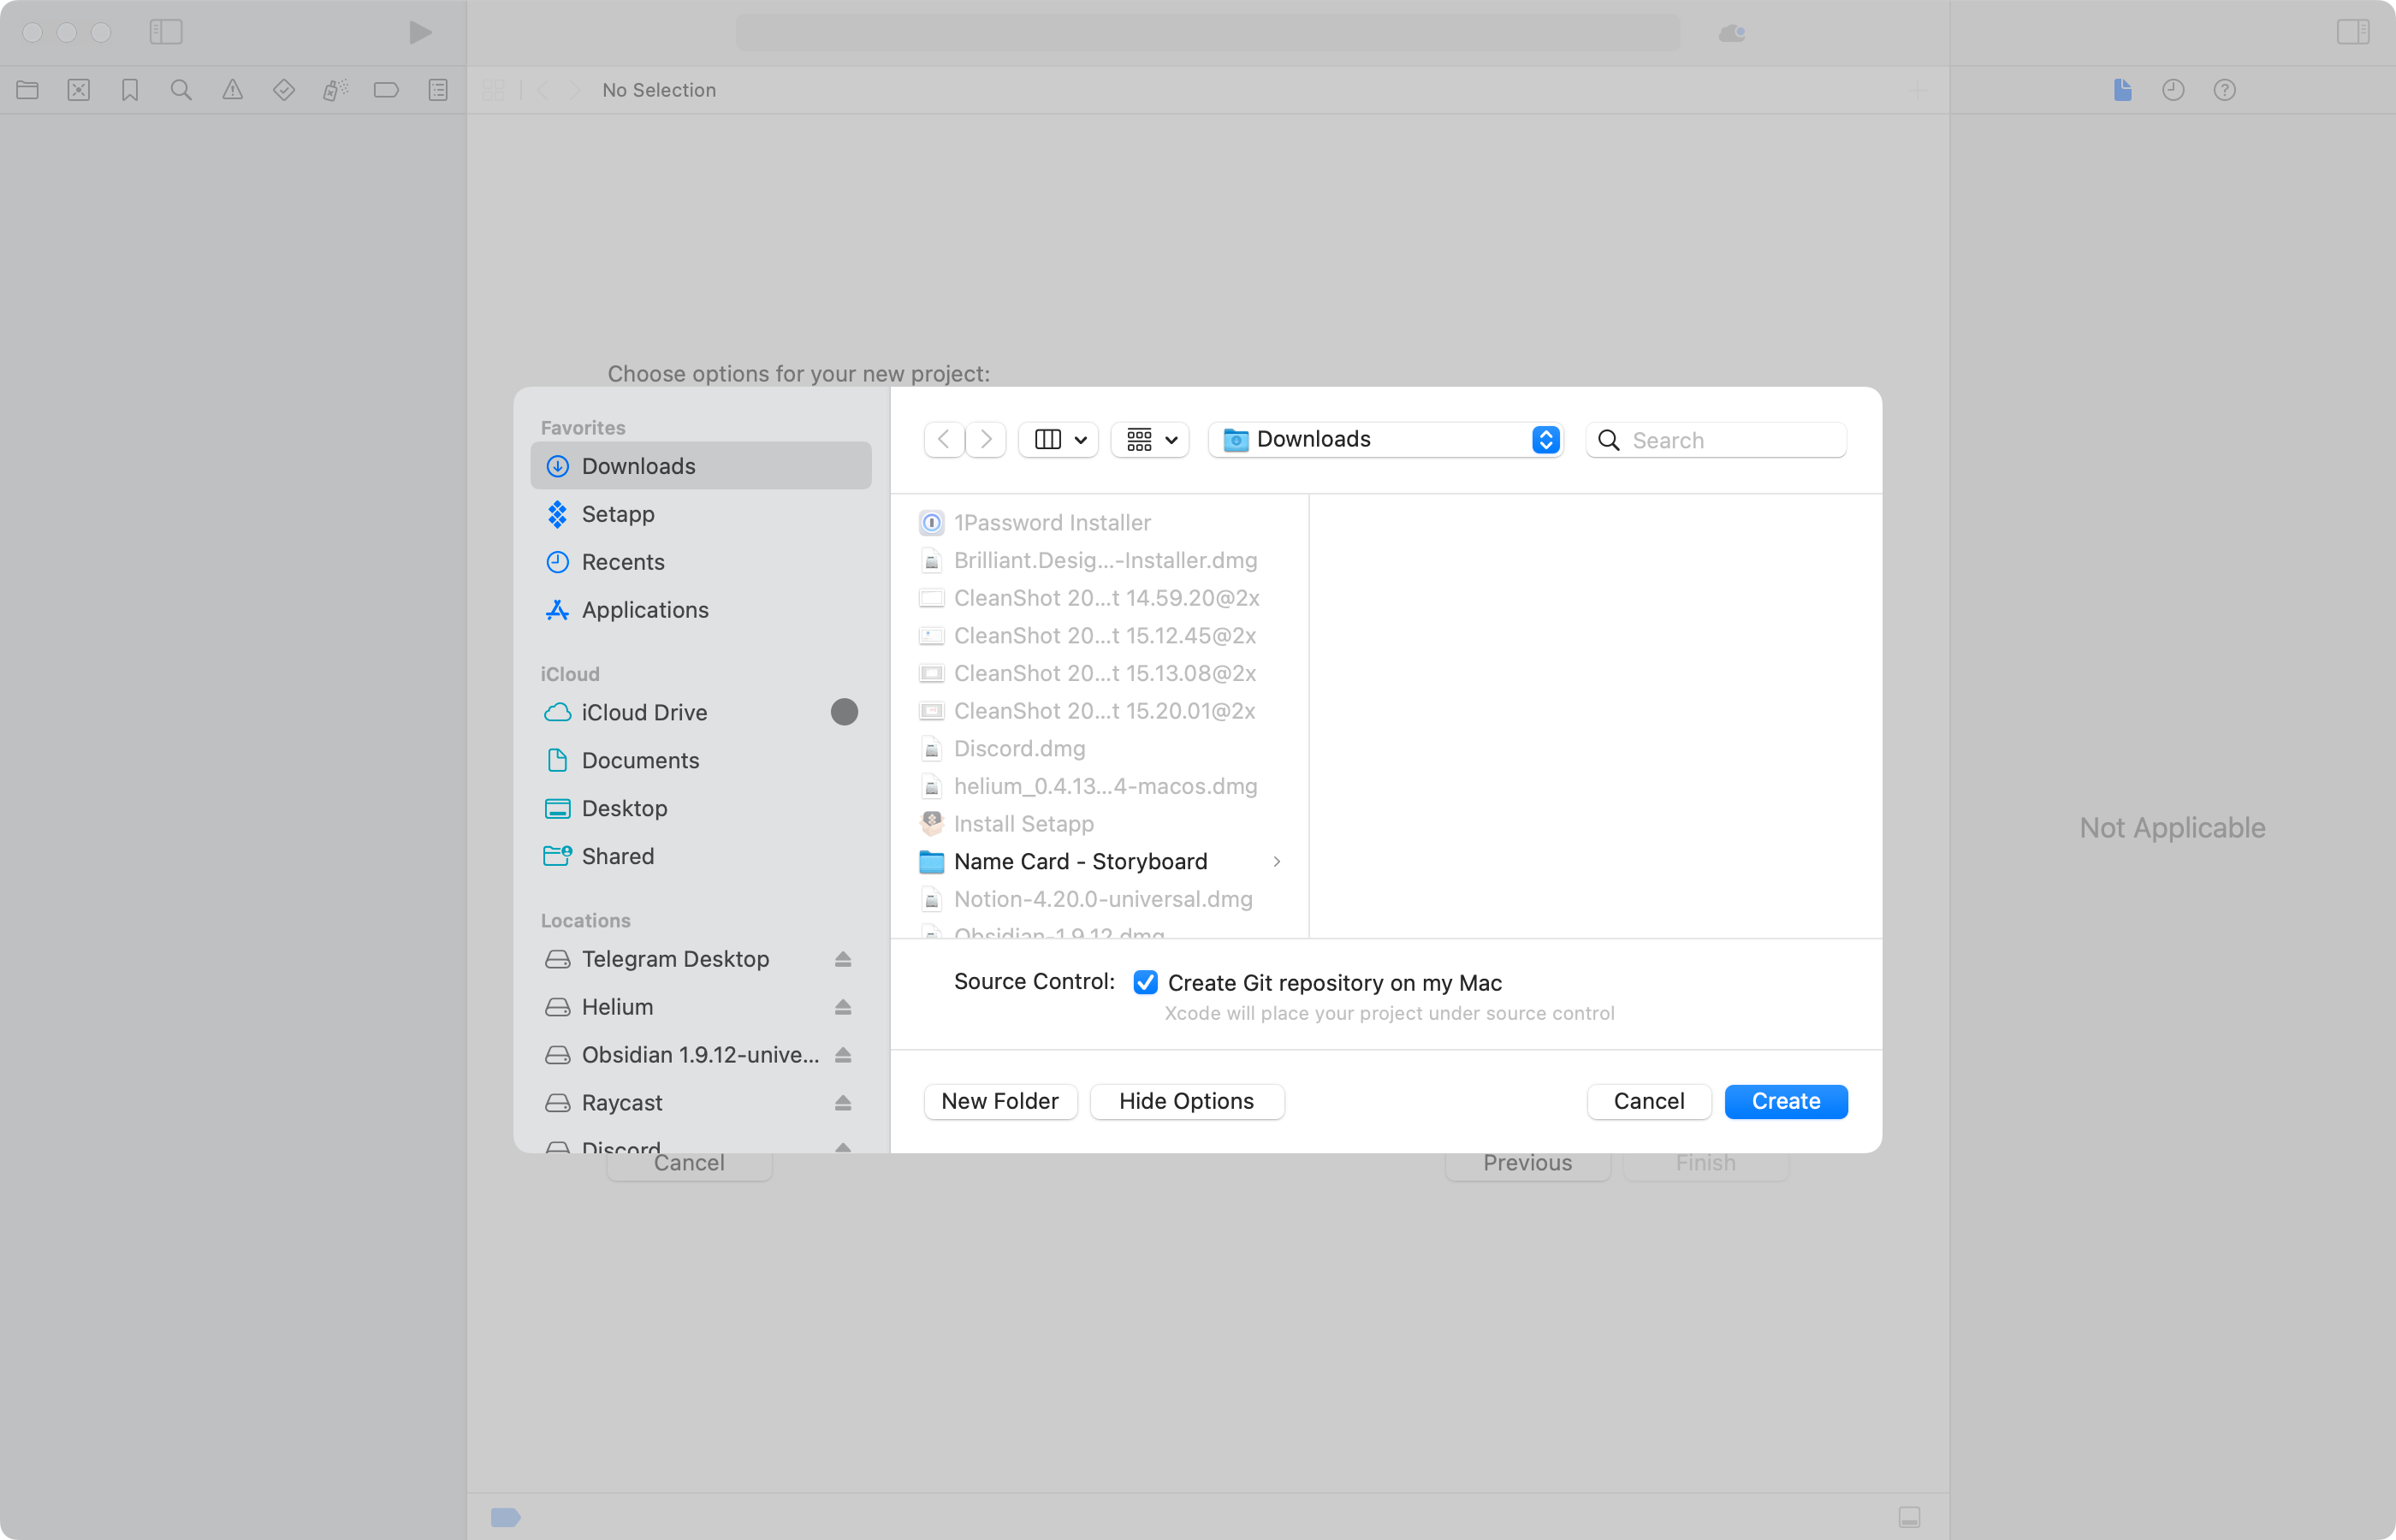 No Selection
Choose options for your new project:
Favorites
Downloads
Setapp
Recents
Applications
iCloud
iCloud Drive
Documents
Desktop
Shared
Locations
Telegram Desktop
Helium
Obsidian 1.9.12-unive...
Raycast
Discord
Downloads
Search
1Password Installer
Brilliant.Desig...-Installer.dmg
CleanShot 20...t 14.59.20@2x
CleanShot 20...t 15.12.45@2x
CleanShot 20...t 15.13.08@2x
CleanShot 20...t 15.20.01@2x
Discord.dmg
helium_0.4.13...4-macos.dmg
Install Setapp
Name Card - Storyboard
Notion-4.20.0-universal.dmg
Obsidian-1.9.12.dmg
Source Control: Create Git repository on my Mac
Xcode will place your project under source control
New Folder Hide Options Cancel Create
Cancel Previous Finish
Not Applicable